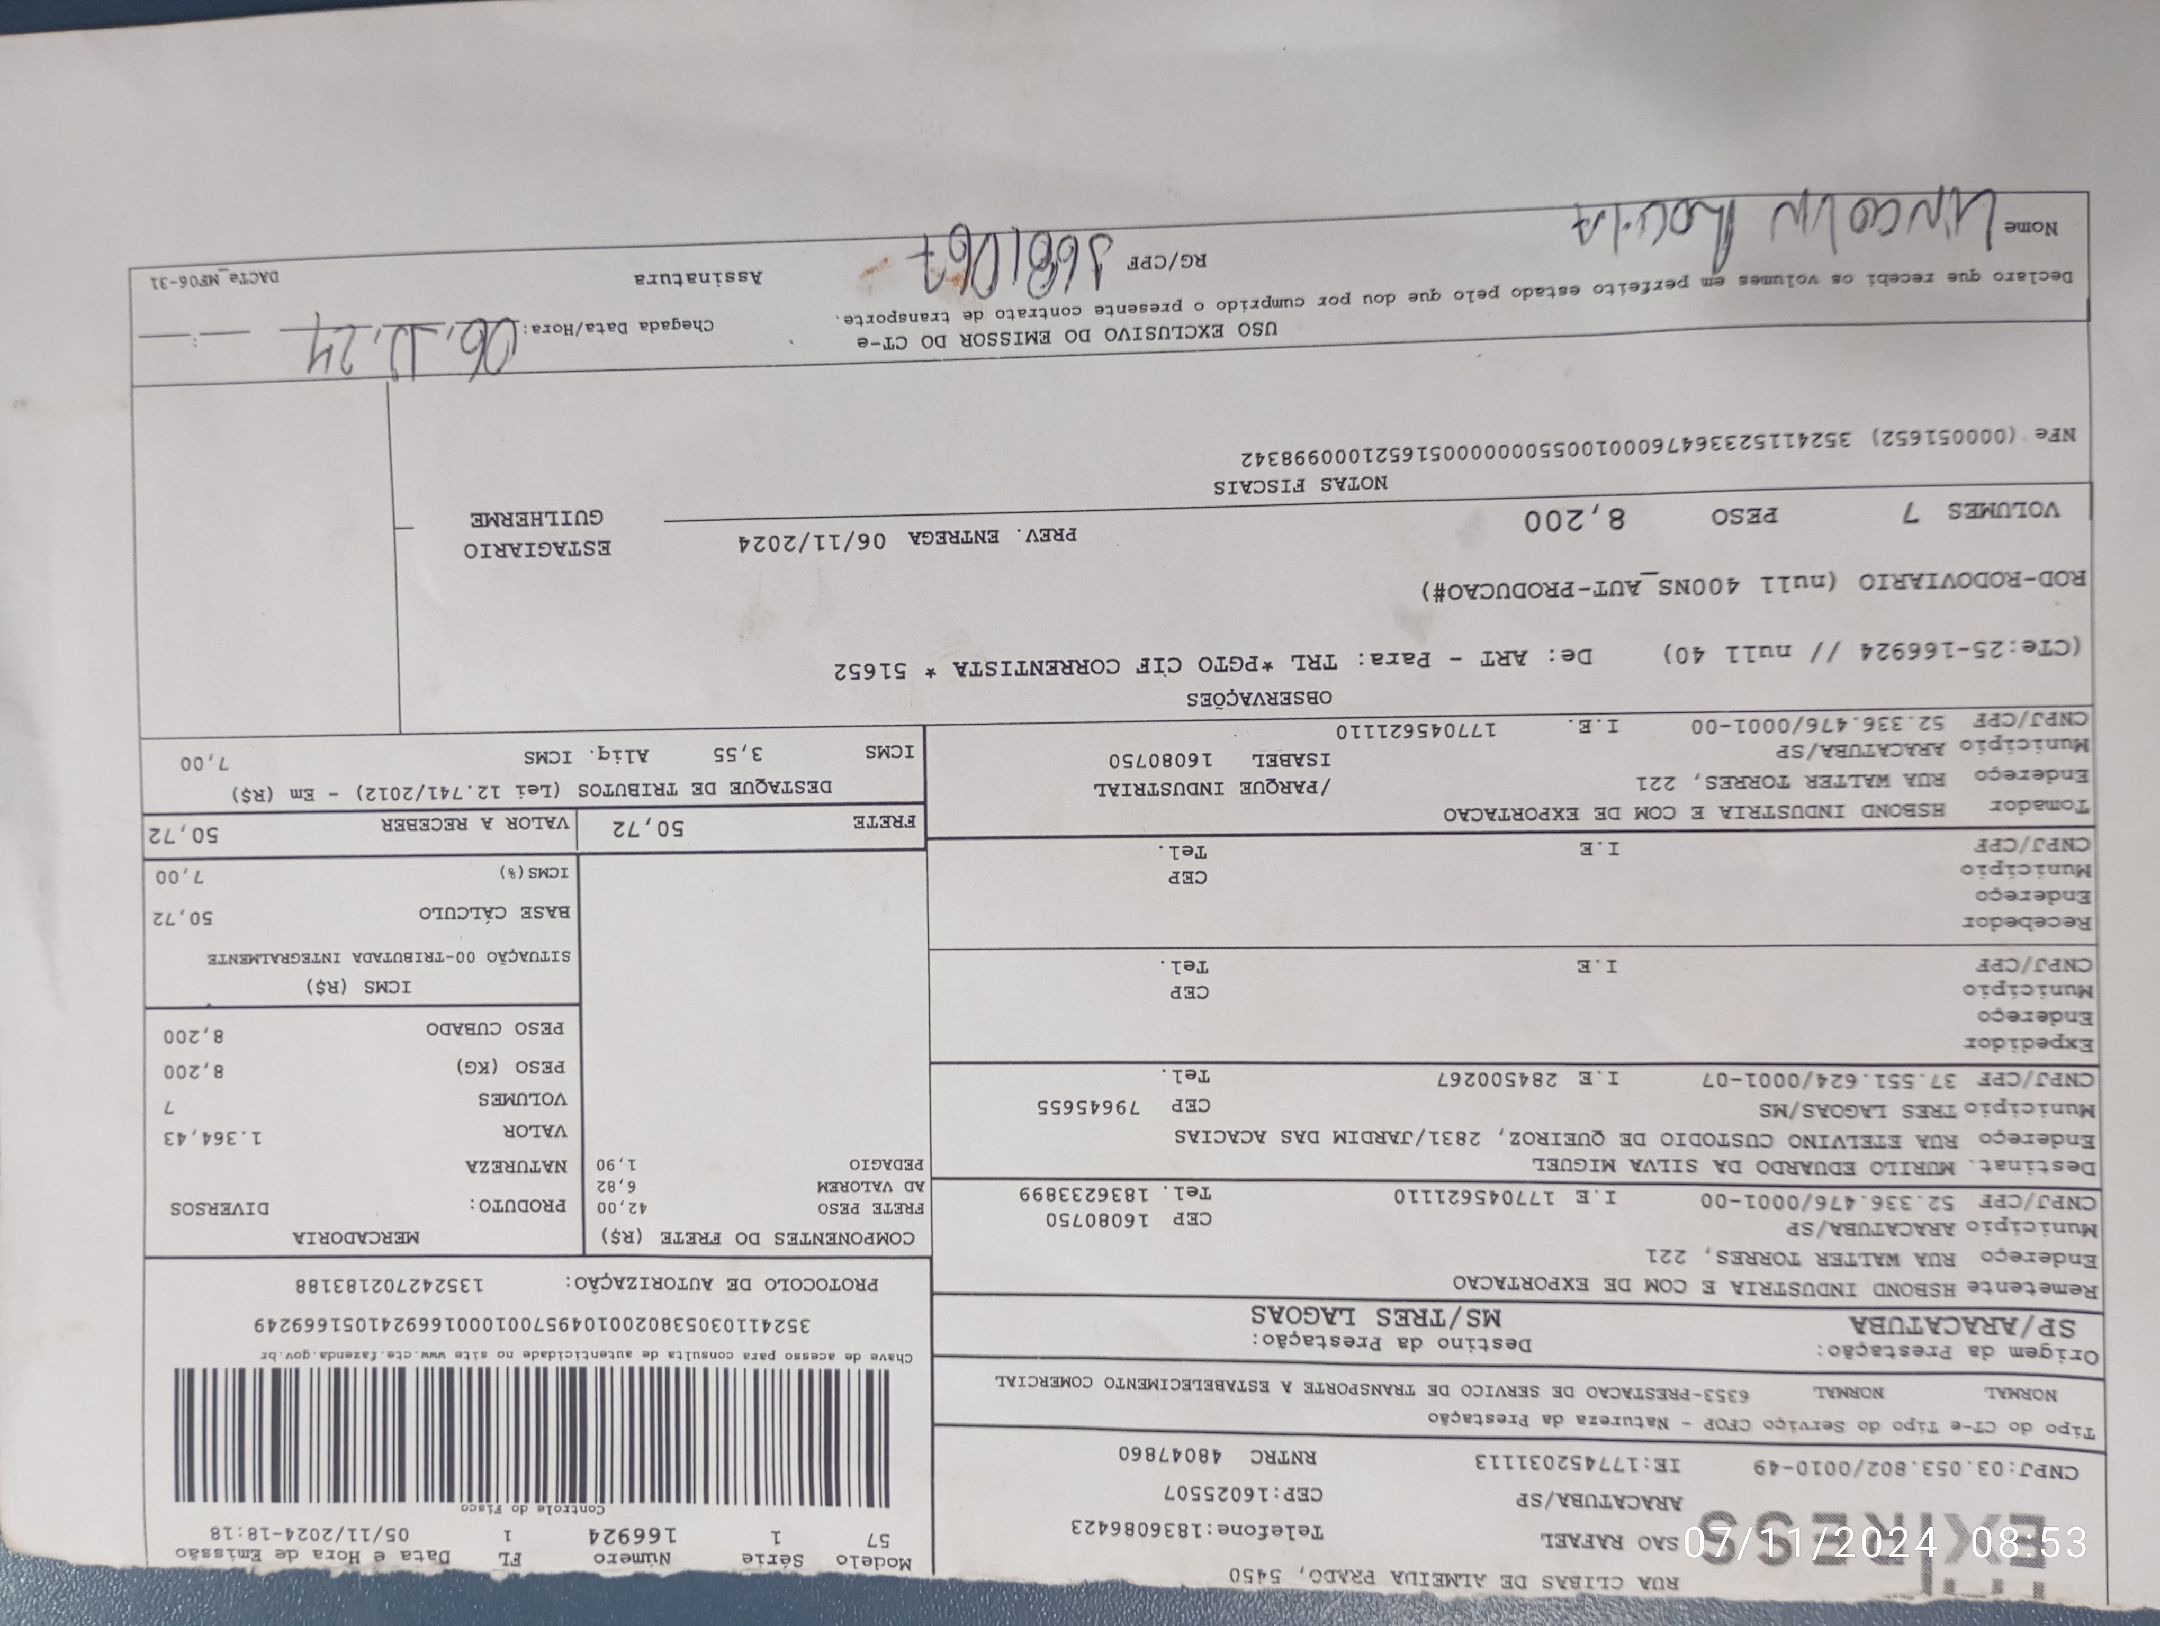 RUA CLIBAS DE ALMEIDA PRADO, 5450
SAO RAFAEL Telefone:1836086423
ARACATUBA/SP CEP:16025507
CNPJ:03.053.802/0010-49 IE:177452031113 RNTRC 48047860
EXPRESS
Modelo Série Número FL Data e Hora de Emissão
57 1 166924 1 05/11/2024-18:18
Controle do Fisco
Chave de acesso para consulta de autenticidade no site www.cte.fazenda.gov.br
35241103053802001049570010001669241051669249
PROTOCOLO DE AUTORIZAÇÃO: 135242702183188
Tipo do CT-e Tipo do Serviço CFOP - Natureza da Prestação
NORMAL NORMAL 6353-PRESTACAO DE SERVICO DE TRANSPORTE A ESTABELECIMENTO COMERCIAL
Origem da Prestação: Destino da Prestação:
SP/ARACATUBA MS/TRES LAGOAS
Remetente HSBOND INDUSTRIA E COM DE EXPORTACAO
Endereço RUA WALTER TORRES, 221
Município ARACATUBA/SP CEP 16080750
CNPJ/CPF 52.336.476/0001-00 I.E 177045621110 Tel. 1836233899
Destinat. MURILO EDUARDO DA SILVA MIGUEL
Endereço RUA ETELVINO CUSTODIO DE QUEIROZ, 2831/JARDIM DAS ACACIAS
Município TRES LAGOAS/MS CEP 79645655
CNPJ/CPF 37.551.624/0001-07 I.E 284500267 Tel.
Expedidor
Endereço
Município CEP
CNPJ/CPF I.E Tel.
Recebedor
Endereço
Município CEP
CNPJ/CPF I.E Tel.
Tomador HSBOND INDUSTRIA E COM DE EXPORTACAO
Endereço RUA WALTER TORRES, 221 /PARQUE INDUSTRIAL
Município ARACATUBA/SP ISABEL 16080750
CNPJ/CPF 52.336.476/0001-00 I.E. 177045621110
COMPONENTES DO FRETE (R$)
FRETE PESO 42,00
AD VALOREM 6,82
PEDAGIO 1,90
MERCADORIA
PRODUTO: DIVERSOS
NATUREZA
VALOR 1.364,43
VOLUMES 7
PESO (KG) 8,200
PESO CUBADO 8,200
ICMS (R$)
SITUAÇÃO 00-TRIBUTADA INTEGRALMENTE
BASE CÁLCULO 50,72
ICMS(%) 7,00
FRETE 50,72 VALOR A RECEBER 50,72
DESTAQUE DE TRIBUTOS (Lei 12.741/2012) - Em (R$)
ICMS 3,55 Aliq. ICMS 7,00
OBSERVAÇÕES
(CTe:25-166924 // null 40) De: ART - Para: TRL *PGTO CIF CORRENTISTA * 51652
ROD-RODOVIARIO (null 400NS_AUT-PRODUCAO#)
VOLUMES 7 PESO 8,200 PREV. ENTREGA 06/11/2024
ESTAGIARIO
GUILHERME
NOTAS FISCAIS
NFe (000051652) 35241152336476000100550000000516521000998342
USO EXCLUSIVO DO EMISSOR DO CT-e
Declaro que recebi os volumes em perfeito estado pelo que dou por cumprido o presente contrato de transporte.
Chegada Data/Hora: 06.11.24
Nome LINCOLN ROCHA RG/CPF Assinatura
DACTe_MF06-31
07/11/2024 08:53